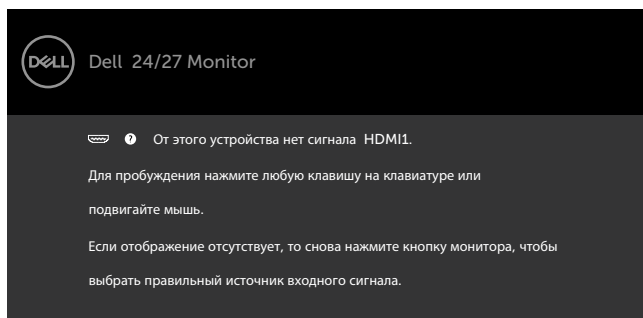 DELL Dell 24/27 Monitor
? От этого устройства нет сигнала HDMI1.
Для пробуждения нажмите любую клавишу на клавиатуре или
подвигайте мышь.
Если отображение отсутствует, то снова нажмите кнопку монитора, чтобы
выбрать правильный источник входного сигнала.